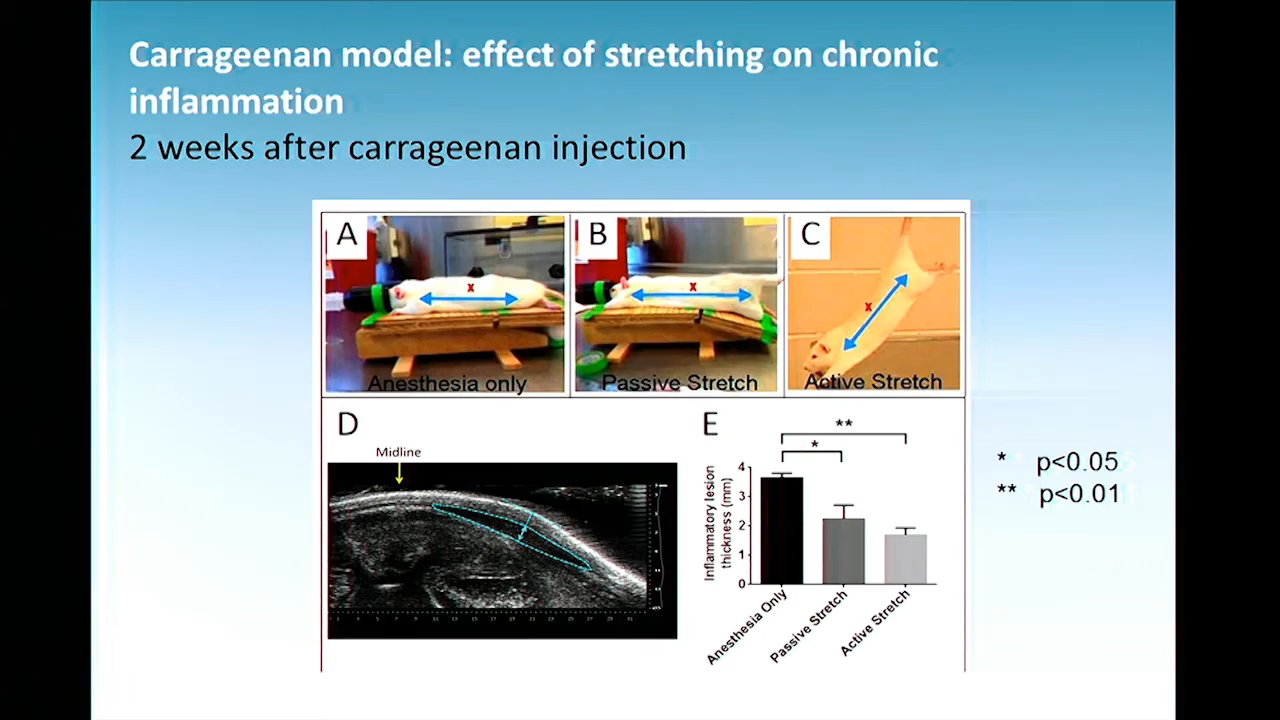 Carrageenan model: effect of stretching on chronic
inflammation
2 weeks after carrageenan injection
A
B
C
x
x
x
Anesthesia only
Passive Stretch
Active Stretch
D
Midline
E
**
*
Inflammatory lesion
thickness (mm)
4
3
2
1
0
Anesthesia Only
Passive Stretch
Active Stretch
* p<0.05
** p<0.01